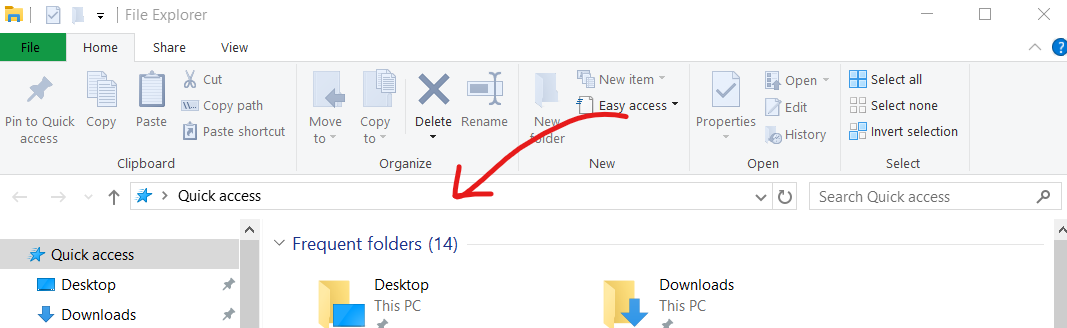 File Explorer
File Home Share View
?
Pin to Quick access
Copy
Paste
Cut
Copy path
Paste shortcut
Clipboard
Move to
Copy to
Delete
Rename
Organize
New folder
New item
Easy access
New
Properties
Open
Edit
History
Open
Select all
Select none
Invert selection
Select
Quick access
Search Quick access
Quick access
Desktop
Downloads
Frequent folders (14)
Desktop
This PC
Downloads
This PC